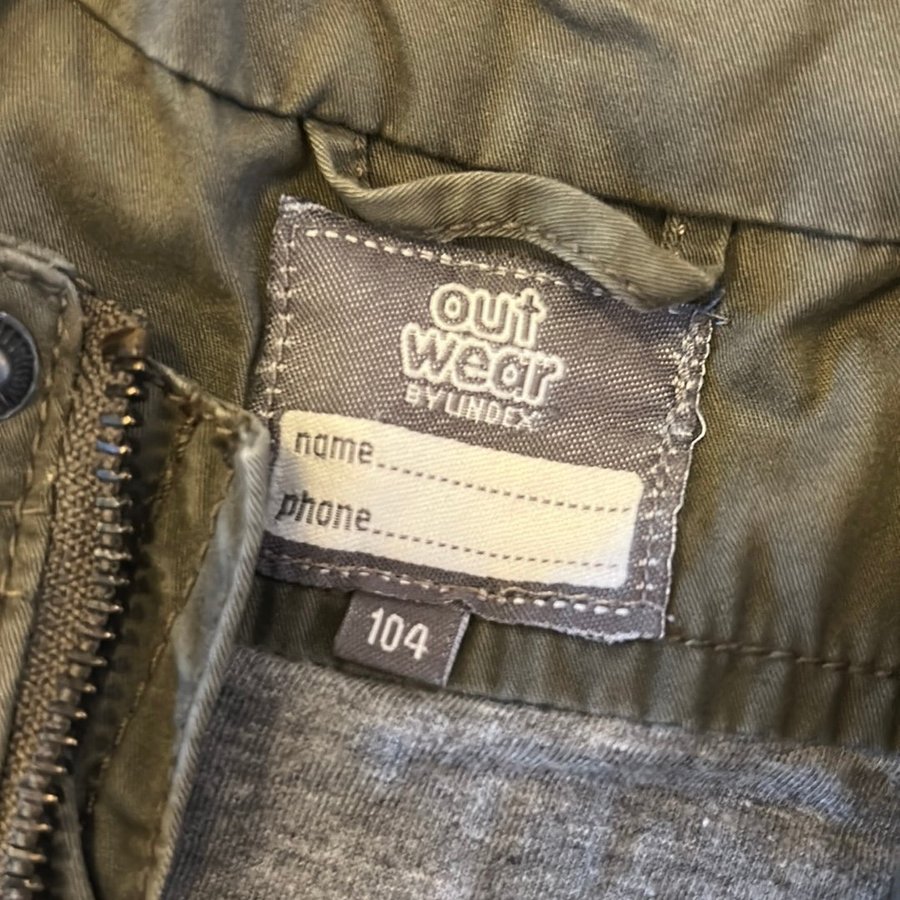 out
wear
BY LINDEX
name..............................
phone..............................
104